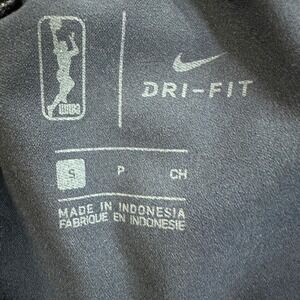 WNBA
DRI-FIT
S P CH
MADE IN INDONESIA
FABRIQUE EN INDONESIE